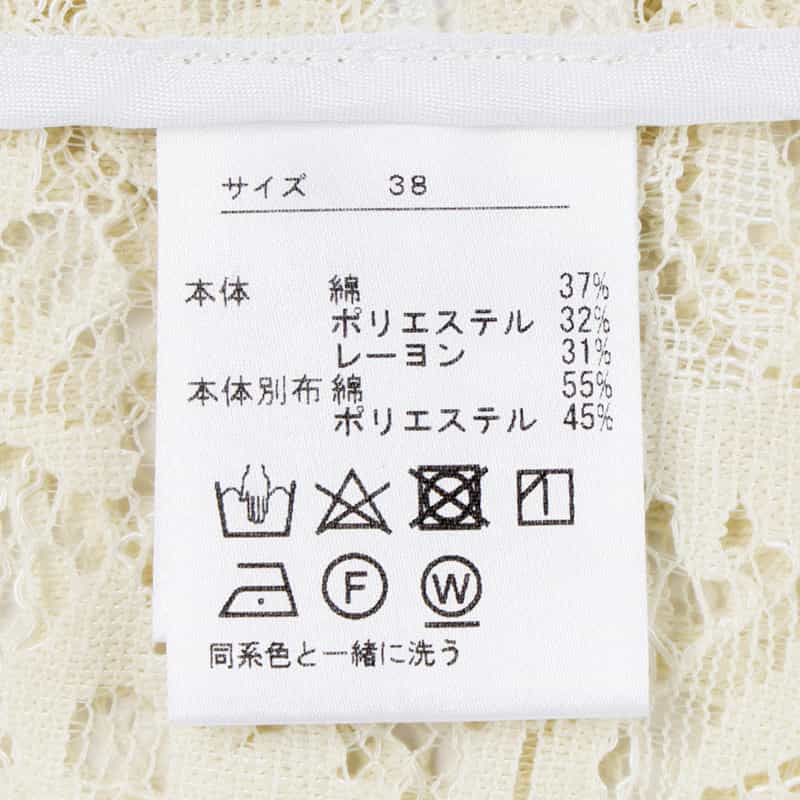 サイズ 38
本体 綿 37%
ポリエステル 32%
レーヨン 31%
本体別布 綿 55%
ポリエステル 45%
F W
同系色と一緒に洗う